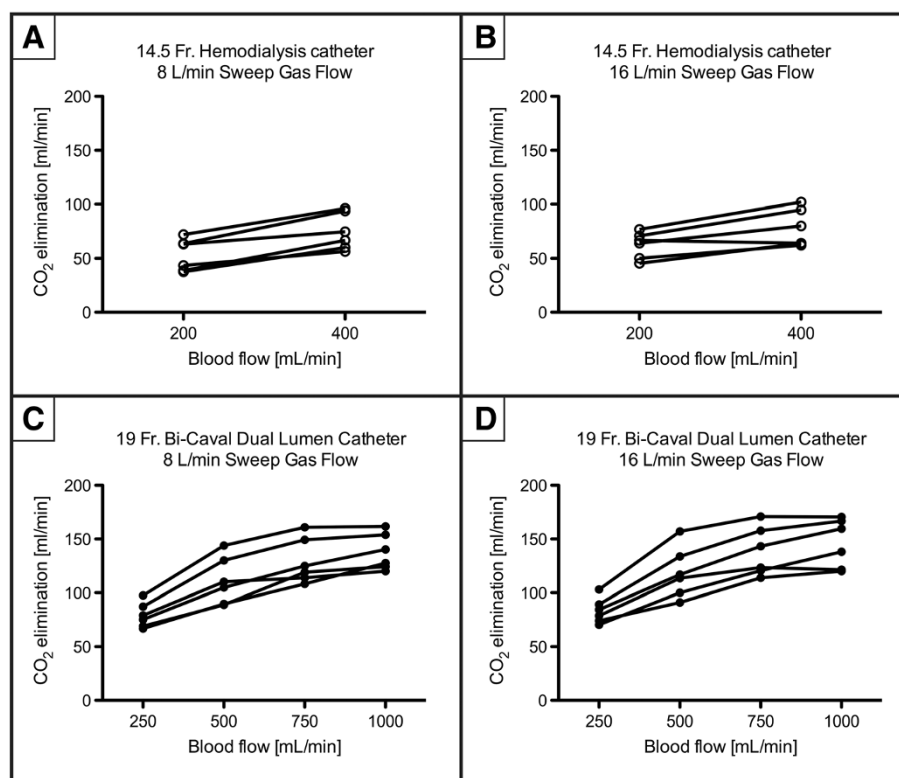 A
14.5 Fr. Hemodialysis catheter
8 L/min Sweep Gas Flow
CO2 elimination [ml/min]
200
150
100
50
0
200 400
Blood flow [mL/min]
B
14.5 Fr. Hemodialysis catheter
16 L/min Sweep Gas Flow
CO2 elimination [ml/min]
200
150
100
50
0
200 400
Blood flow [mL/min]
C
19 Fr. Bi-Caval Dual Lumen Catheter
8 L/min Sweep Gas Flow
CO2 elimination [ml/min]
200
150
100
50
0
250 500 750 1000
Blood flow [mL/min]
D
19 Fr. Bi-Caval Dual Lumen Catheter
16 L/min Sweep Gas Flow
CO2 elimination [ml/min]
200
150
100
50
0
250 500 750 1000
Blood flow [mL/min]